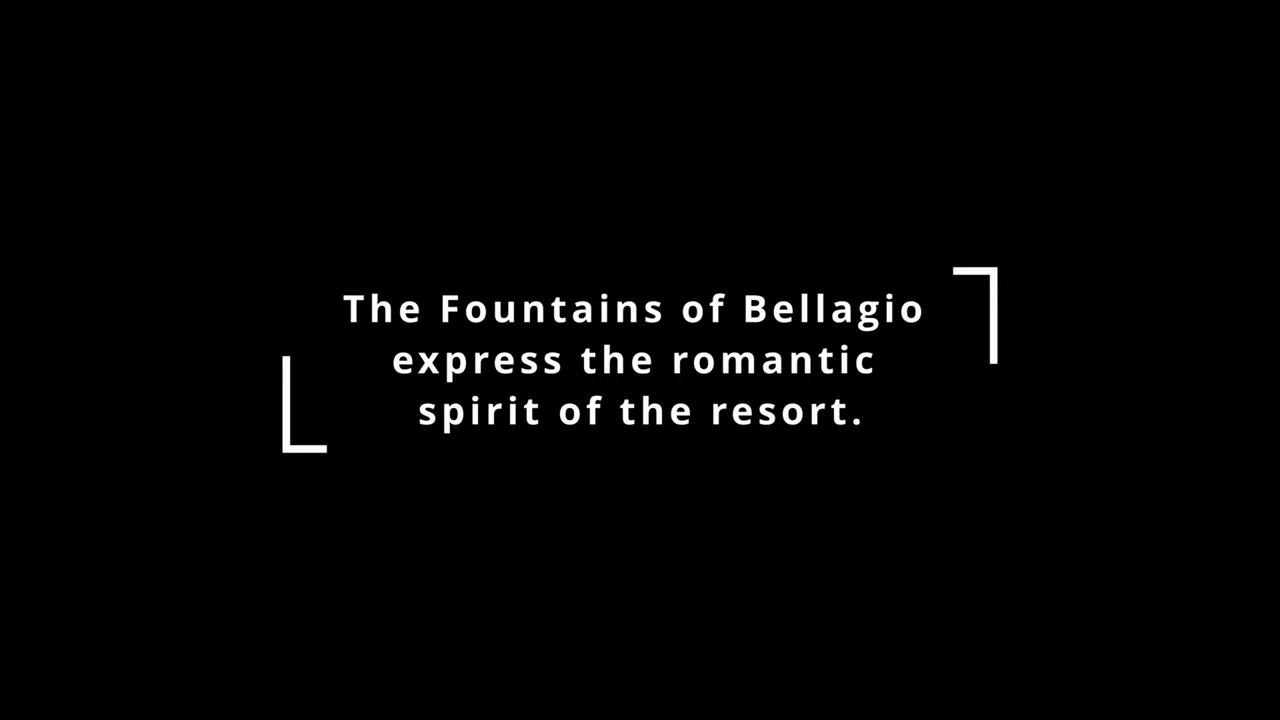 The Fountains of Bellagio
express the romantic
spirit of the resort.